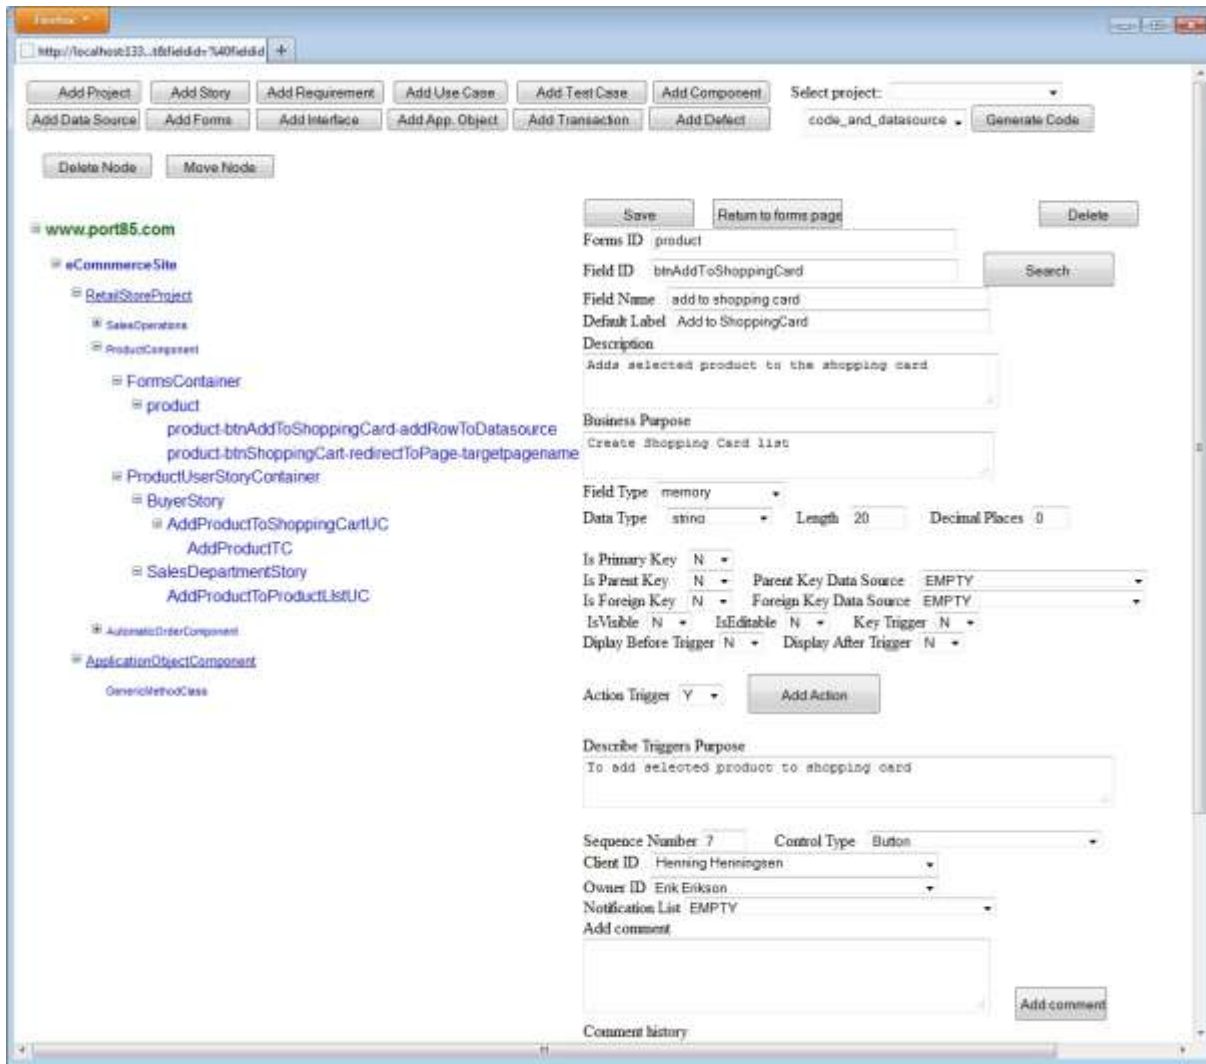 Firefox
http://localhost:133...t&fieldid=%40fieldid +
Add Project Add Story Add Requirement Add Use Case Add Test Case Add Component Select project:
Add Data Source Add Forms Add Interface Add App. Object Add Transaction Add Defect code_and_datasource Generate Code
Delete Node Move Node
Save Return to forms page Delete
www.port85.com
Forms ID product
eCommmerceSite
Field ID btnAddToShoppingCard Search
RetailStoreProject
Field Name add to shopping card
SalesOperations
Default Label Add to ShoppingCard
ProductComponent
Description
Adds selected product to the shopping card
FormsContainer
product
product-btnAddToShoppingCard-addRowToDatasource
product-btnShoppingCart-redirectToPage-targetpagename
ProductUserStoryContainer
BuyerStory
AddProductToShoppingCartUC
AddProductTC
SalesDepartmentStory
AddProductToProductListUC
AutomaticOrderComponent
ApplicationObjectComponent
GenericMethodClass
Business Purpose
Create Shopping Card list
Field Type memory
Data Type string Length 20 Decimal Places 0
Is Primary Key N
Is Parent Key N Parent Key Data Source EMPTY
Is Foreign Key N Foreign Key Data Source EMPTY
IsVisible N IsEditable N Key Trigger N
Diplay Before Trigger N Display After Trigger N
Action Trigger Y Add Action
Describe Triggers Purpose
To add selected product to shopping card
Sequence Number 7 Control Type Button
Client ID Henning Henningsen
Owner ID Erik Erikson
Notification List EMPTY
Add comment
Add comment
Comment history